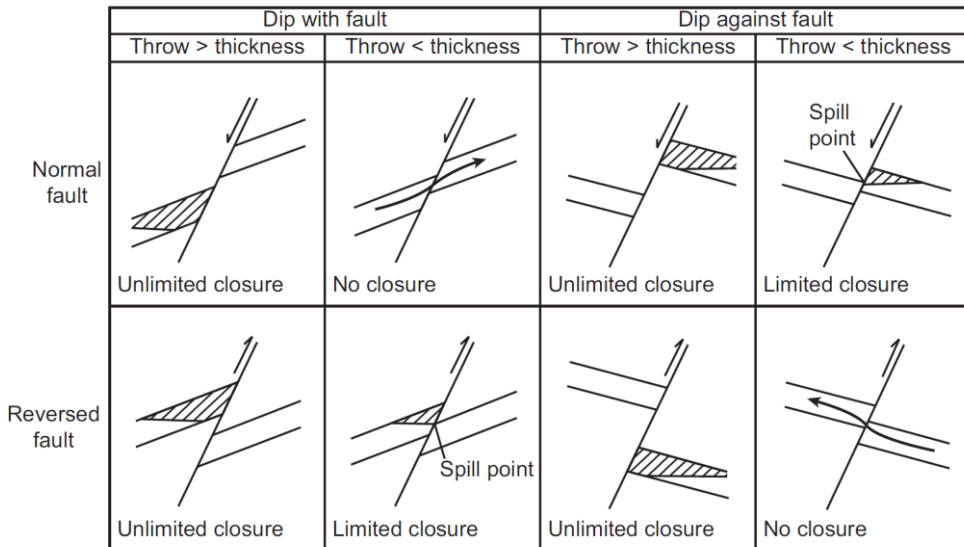 Dip with fault
Dip against fault
Throw > thickness
Throw < thickness
Throw > thickness
Throw < thickness
Normal
fault
Spill
point
Unlimited closure
No closure
Unlimited closure
Limited closure
Reversed
fault
Spill point
Unlimited closure
Limited closure
Unlimited closure
No closure